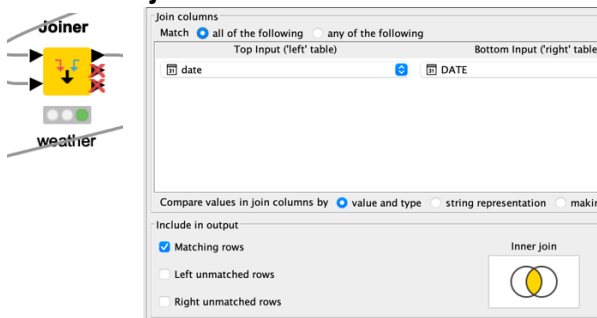 Joiner
weather
Join columns
Match all of the following any of the following
Top Input ('left' table) Bottom Input ('right' table
date DATE
Compare values in join columns by value and type string representation
Include in output
Matching rows
Inner join
Left unmatched rows
Right unmatched rows